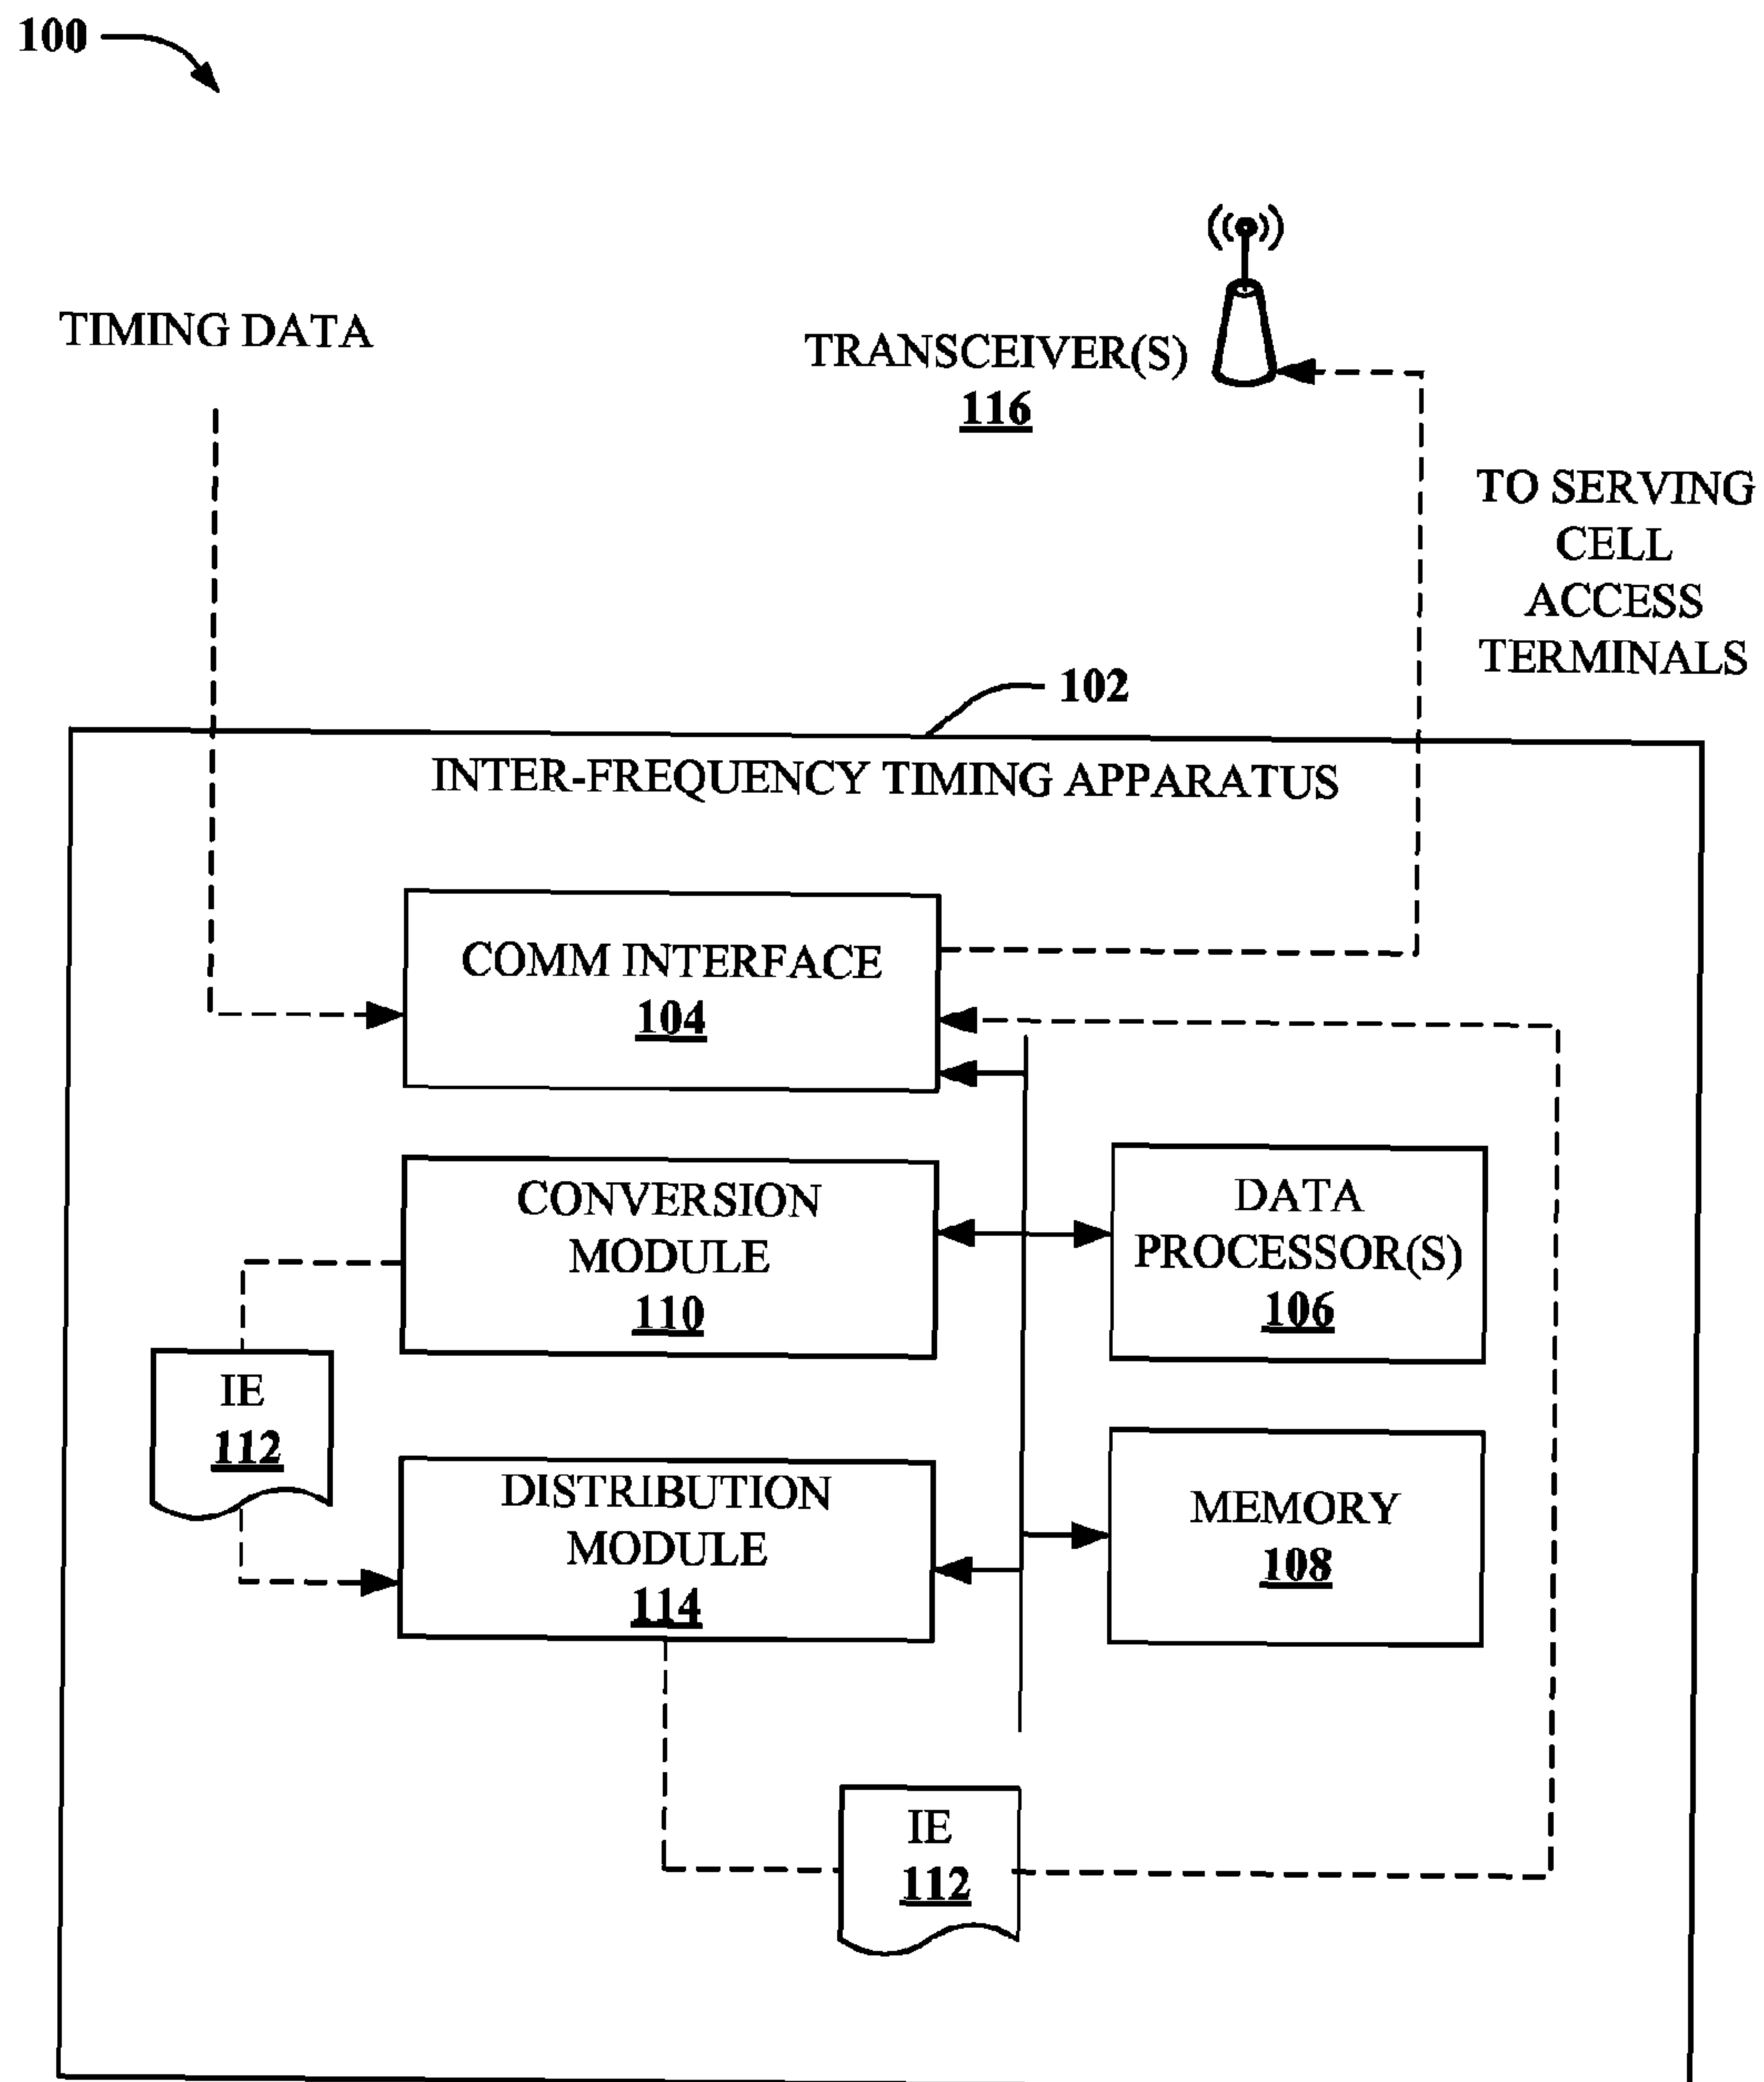 100
TIMING DATA
TRANSCEIVER(S)
116
TO SERVING
CELL
ACCESS
TERMINALS
102
INTER-FREQUENCY TIMING APPARATUS
COMM INTERFACE
104
CONVERSION
MODULE
110
DATA
PROCESSOR(S)
106
IE
112
DISTRIBUTION
MODULE
114
MEMORY
108
IE
112